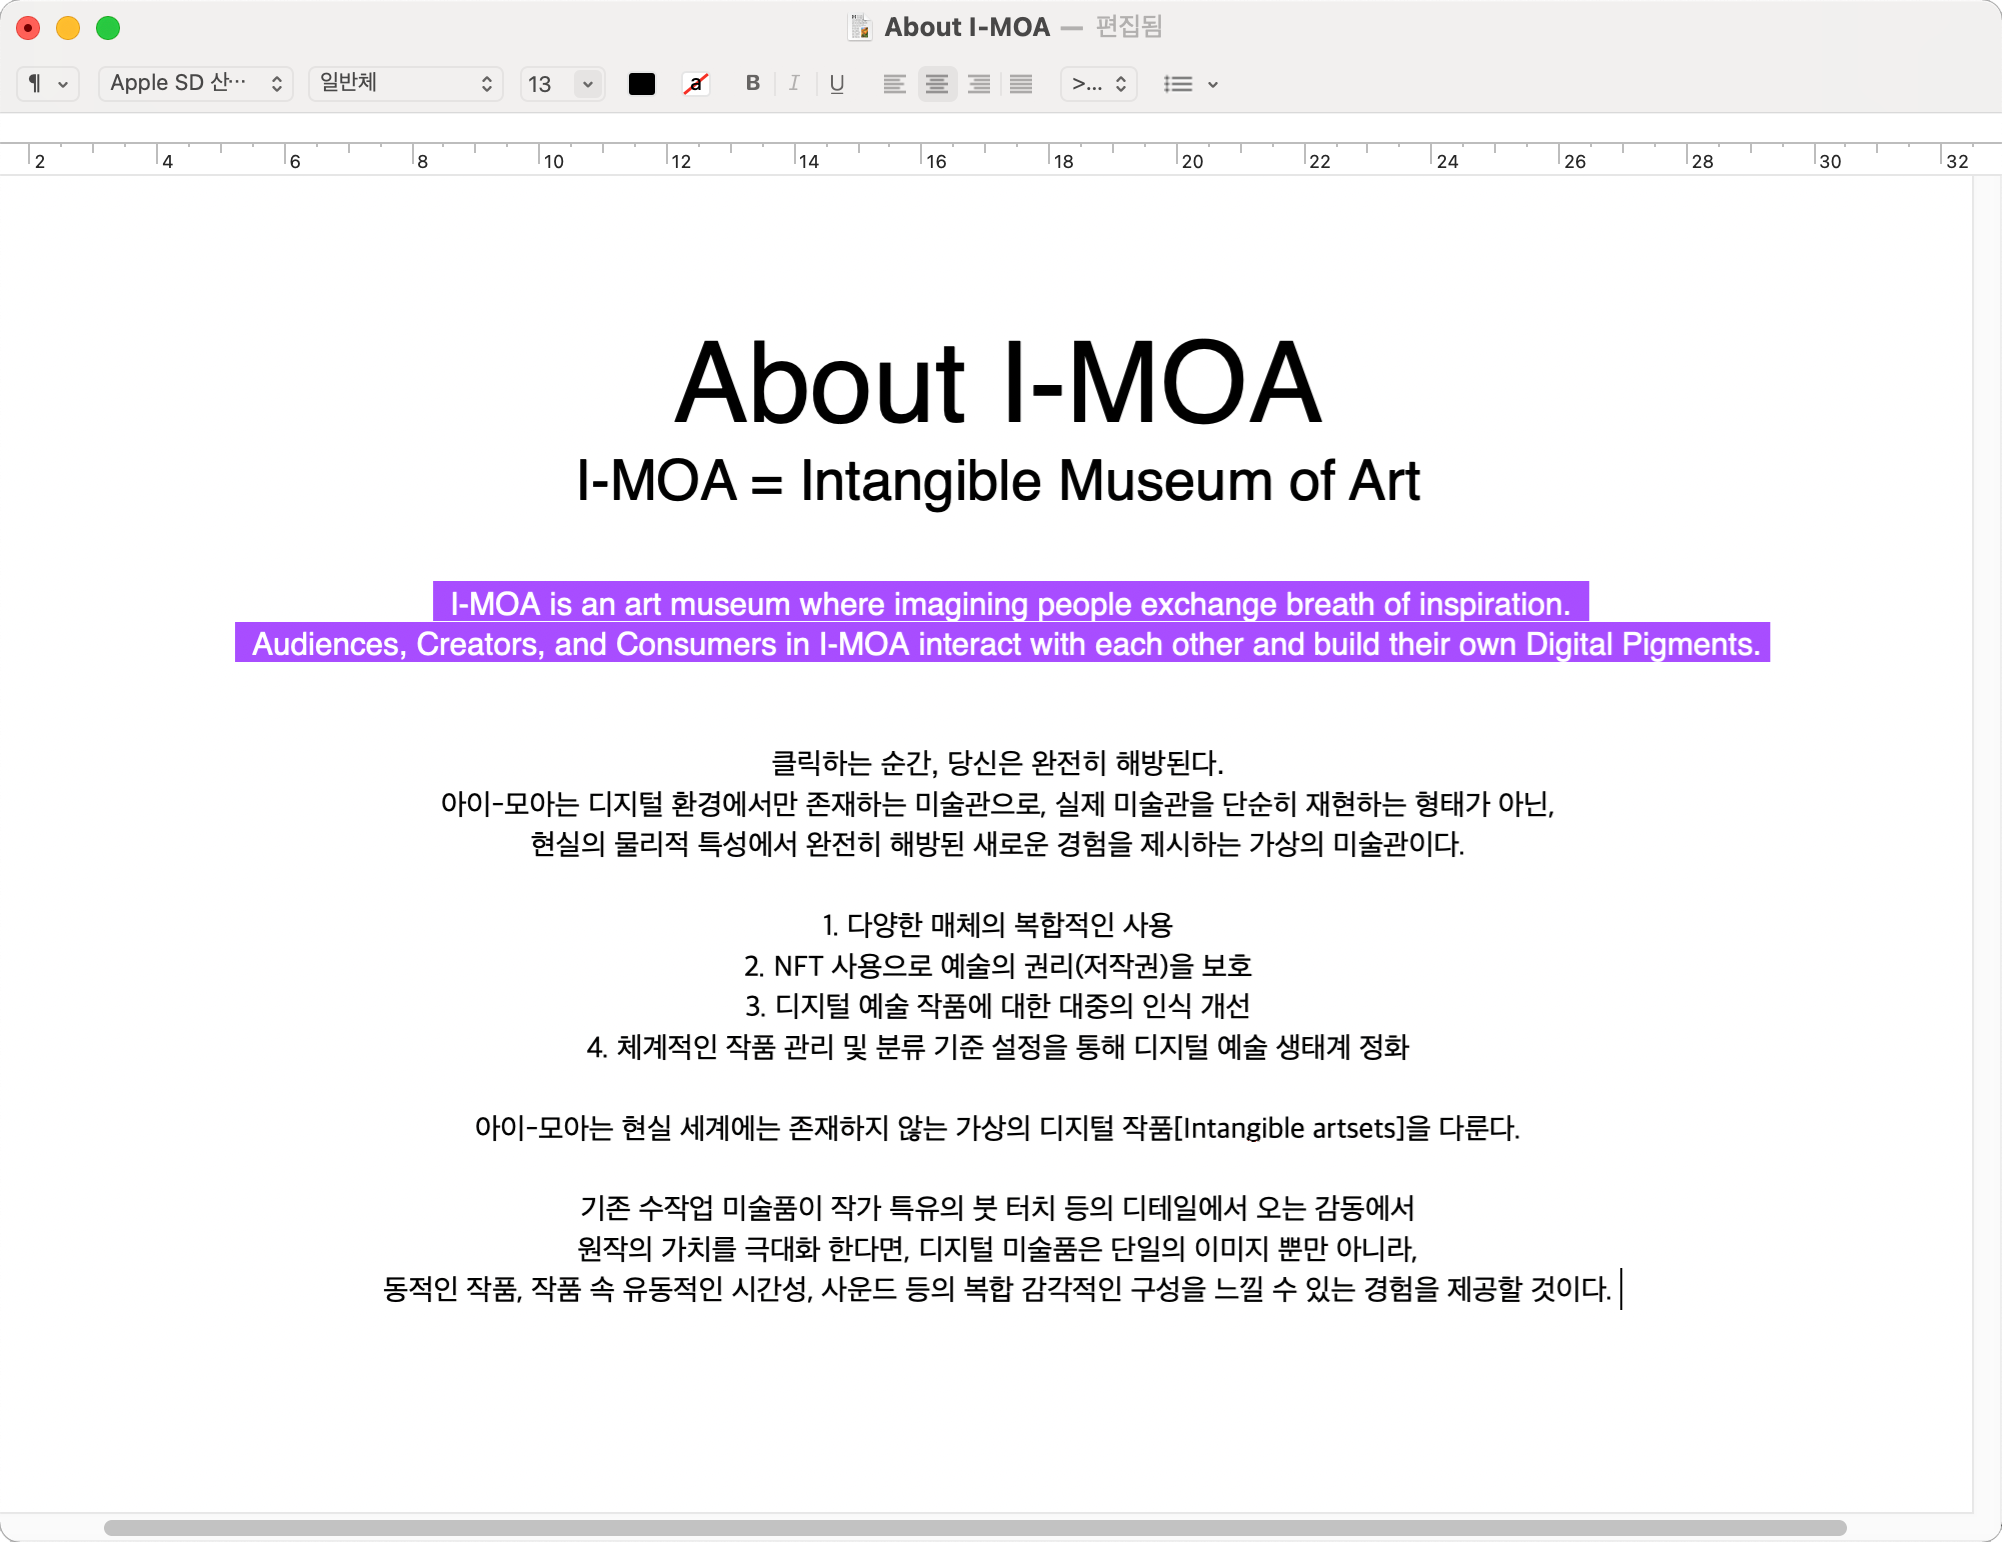 About I-MOA — 편집됨
¶ Apple SD 산… 일반체 13 a B I U >...
2 4 6 8 10 12 14 16 18 20 22 24 26 28 30 32
About I-MOA
I-MOA = Intangible Museum of Art
I-MOA is an art museum where imagining people exchange breath of inspiration.
Audiences, Creators, and Consumers in I-MOA interact with each other and build their own Digital Pigments.
클릭하는 순간, 당신은 완전히 해방된다.
아이-모아는 디지털 환경에서만 존재하는 미술관으로, 실제 미술관을 단순히 재현하는 형태가 아닌,
현실의 물리적 특성에서 완전히 해방된 새로운 경험을 제시하는 가상의 미술관이다.
1. 다양한 매체의 복합적인 사용
2. NFT 사용으로 예술의 권리(저작권)을 보호
3. 디지털 예술 작품에 대한 대중의 인식 개선
4. 체계적인 작품 관리 및 분류 기준 설정을 통해 디지털 예술 생태계 정화
아이-모아는 현실 세계에는 존재하지 않는 가상의 디지털 작품[Intangible artsets]을 다룬다.
기존 수작업 미술품이 작가 특유의 붓 터치 등의 디테일에서 오는 감동에서
원작의 가치를 극대화 한다면, 디지털 미술품은 단일의 이미지 뿐만 아니라,
동적인 작품, 작품 속 유동적인 시간성, 사운드 등의 복합 감각적인 구성을 느낄 수 있는 경험을 제공할 것이다.